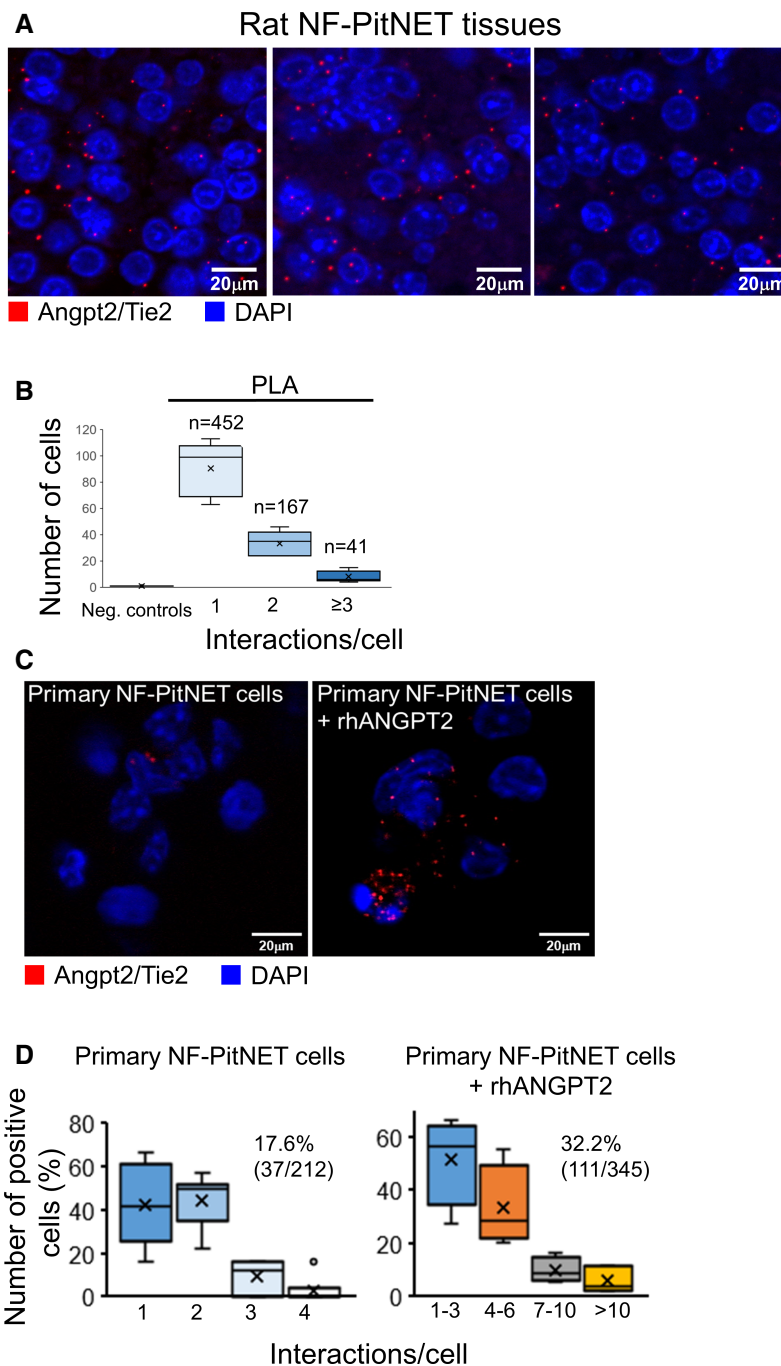 A
Rat NF-PitNET tissues
20µm
20µm
20µm
Angpt2/Tie2
DAPI
B
PLA
Number of cells
120
100
80
60
40
20
0
n=452
n=167
n=41
Neg. controls
1
2
≥3
Interactions/cell
C
Primary NF-PitNET cells
20µm
Primary NF-PitNET cells
+ rhANGPT2
20µm
Angpt2/Tie2
DAPI
D
Primary NF-PitNET cells
Number of positive
cells (%)
80
60
40
20
0
17.6%
(37/212)
1
2
3
4
Primary NF-PitNET cells
+ rhANGPT2
60
40
20
0
32.2%
(111/345)
1-3
4-6
7-10
>10
Interactions/cell